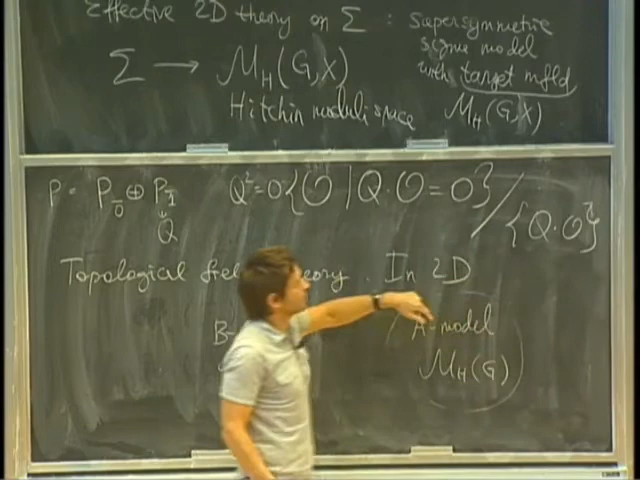 Effective 2D theory on Σ : supersymmetric
sigma model
with target mfld
Σ → M_H(G,X)
Hitchin moduli space M_H(G,X)
P = P_0̄ ⊕ P_1̄ Q²=0 {O | Q·O = 0} / {Q·O'}
Q
Topological field theory. In 2D
B- A-model
M_H(G)